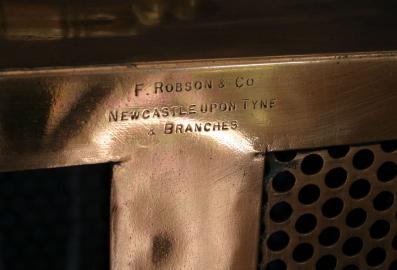 F. ROBSON & CO
NEWCASTLE UPON TYNE
& BRANCHES